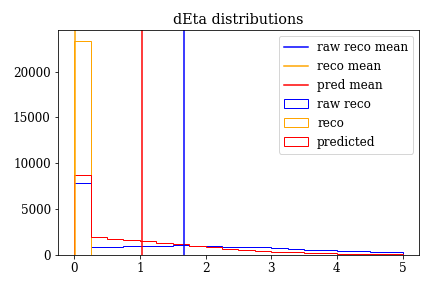 dEta distributions
raw reco mean
reco mean
pred mean
raw reco
reco
predicted
20000
15000
10000
5000
0
0 1 2 3 4 5